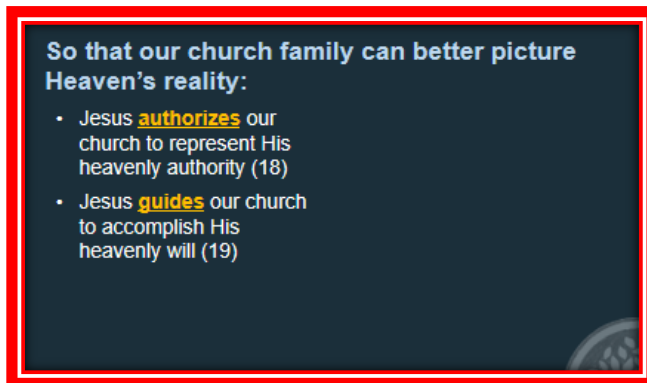 So that our church family can better picture
Heaven's reality:
• Jesus authorizes our
church to represent His
heavenly authority (18)
• Jesus guides our church
to accomplish His
heavenly will (19)